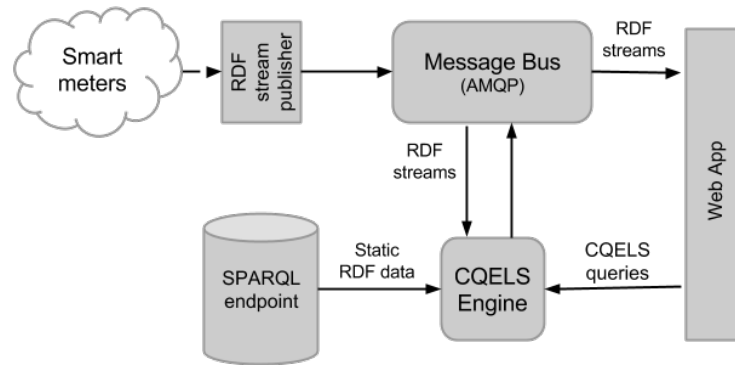 Smart
meters
RDF
stream
publisher
Message Bus
(AMQP)
RDF
streams
Web App
RDF
streams
SPARQL
endpoint
Static
RDF data
CQELS
Engine
CQELS
queries